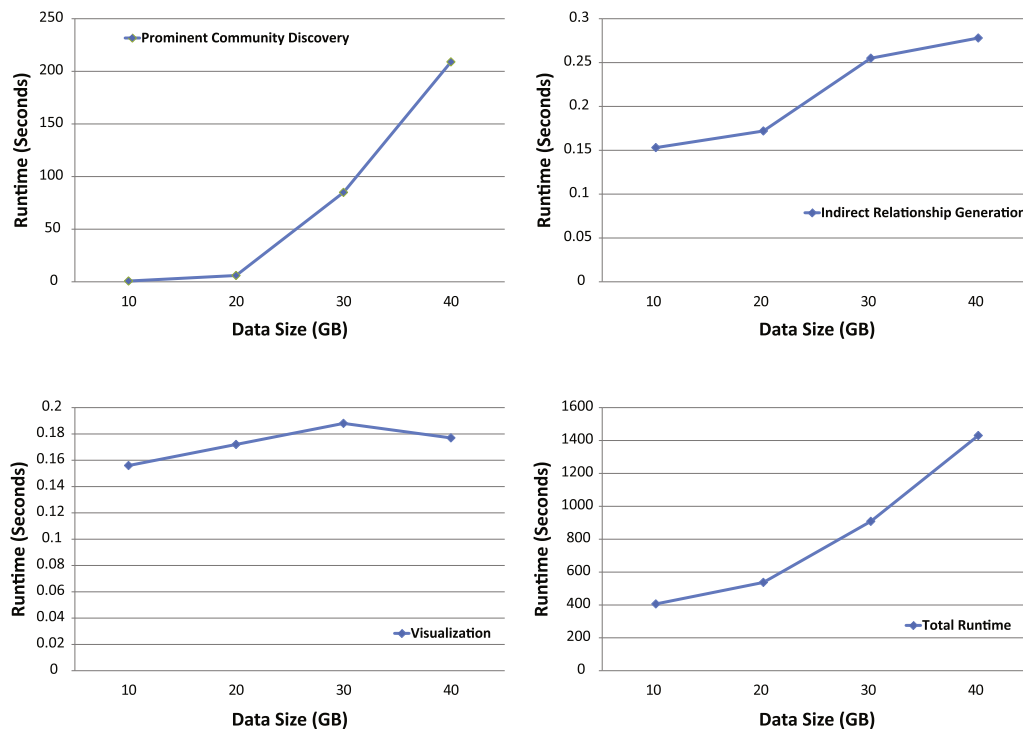 250
200
150
100
50
0
Prominent Community Discovery
Runtime (Seconds)
10 20 30 40
Data Size (GB)
0.3
0.25
0.2
0.15
0.1
0.05
0
Indirect Relationship Generation
Runtime (Seconds)
10 20 30 40
Data Size (GB)
0.2
0.18
0.16
0.14
0.12
0.1
0.08
0.06
0.04
0.02
0
Visualization
Runtime (Seconds)
10 20 30 40
Data Size (GB)
1600
1400
1200
1000
800
600
400
200
0
Total Runtime
Runtime (Seconds)
10 20 30 40
Data Size (GB)